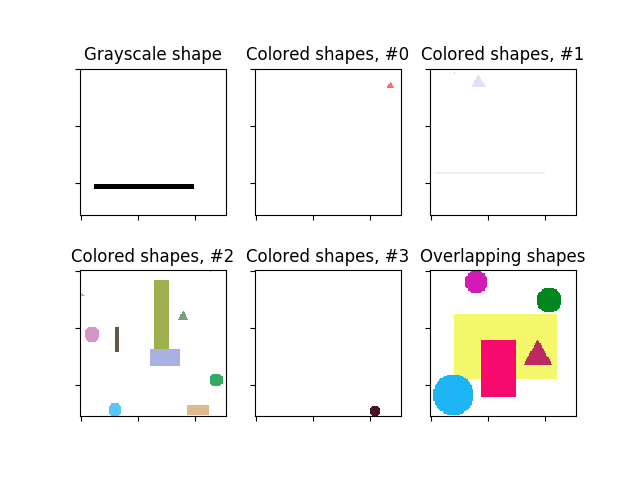 Grayscale shape
Colored shapes, #0
Colored shapes, #1
Colored shapes, #2
Colored shapes, #3
Overlapping shapes